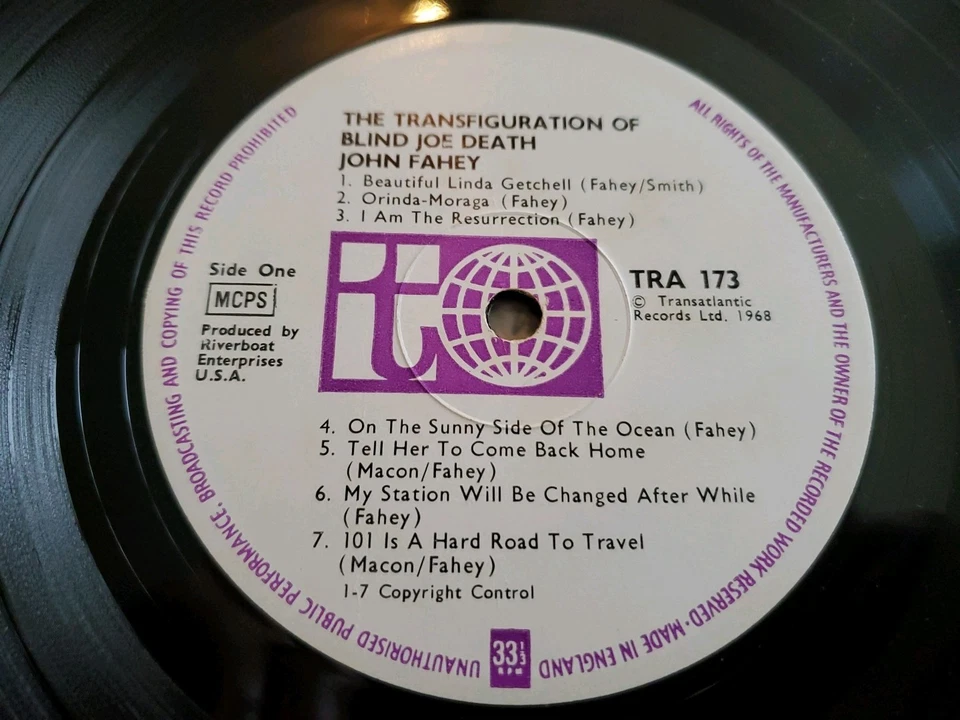 THE TRANSFIGURATION OF
BLIND JOE DEATH
JOHN FAHEY
1. Beautiful Linda Getchell (Fahey/Smith)
2. Orinda-Moraga (Fahey)
3. I Am The Resurrection (Fahey)
Side One
MCPS
Produced by
Riverboat
Enterprises
U.S.A.
it
TRA 173
© Transatlantic
Records Ltd. 1968
4. On The Sunny Side Of The Ocean (Fahey)
5. Tell Her To Come Back Home
(Macon/Fahey)
6. My Station Will Be Changed After While
(Fahey)
7. 101 Is A Hard Road To Travel
(Macon/Fahey)
1-7 Copyright Control
33 1/3
RPM
ALL RIGHTS OF THE MANUFACTURERS AND THE OWNER OF THE RECORDED WORK RESERVED · MADE IN ENGLAND
UNAUTHORISED PUBLIC PERFORMANCE, BROADCASTING AND COPYING OF THIS RECORD PROHIBITED